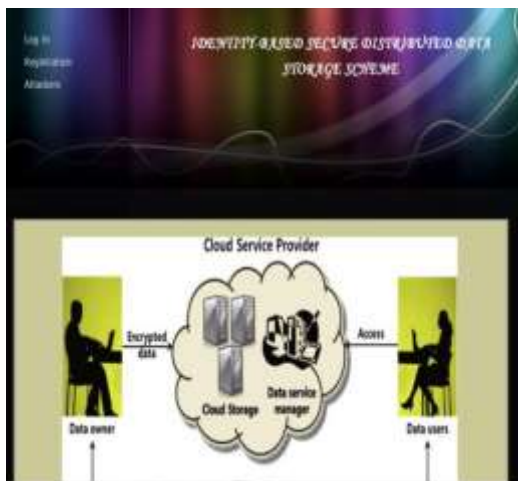 Log in
Registration
Attackers
IDENTITY-BASED SECURE DISTRIBUTED DATA
STORAGE SCHEME
Cloud Service Provider
Encrypted
data
Access
Cloud Storage
Data service
manager
Data owner
Data users